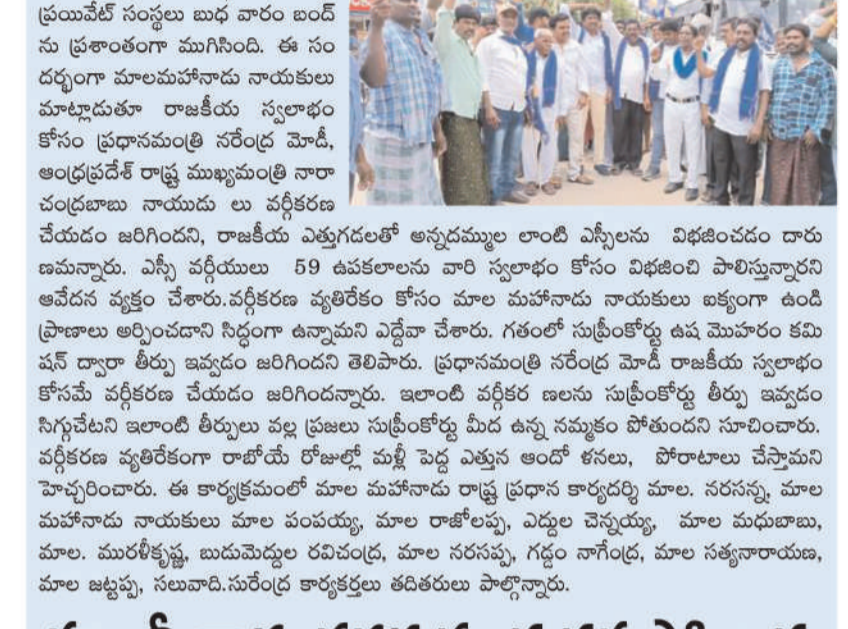 ప్రయివేట్ సంస్థలు బుధ వారం బంద్
ను ప్రశాంతంగా ముగిసింది. ఈ సం
దర్భంగా మాలమహానాడు నాయకులు
మాట్లాడుతూ రాజకీయ స్వలాభం
కోసం ప్రధానమంత్రి నరేంద్ర మోడీ,
ఆంధ్రప్రదేశ్ రాష్ట్ర ముఖ్యమంత్రి నారా
చంద్రబాబు నాయుడు లు వర్గీకరణ
చేయడం జరిగిందని, రాజకీయ ఎత్తుగడలతో అన్నదమ్ముల లాంటి ఎస్సీలను విభజించడం దారు
ణమన్నారు. ఎస్సీ వర్గీయులు 59 ఉపకలాలను వారి స్వలాభం కోసం విభజించి పాలిస్తున్నారని
ఆవేదన వ్యక్తం చేశారు.వర్గీకరణ వ్యతిరేకం కోసం మాల మహానాడు నాయకులు ఐక్యంగా ఉండి
ప్రాణాలు అర్పించడాని సిద్ధంగా ఉన్నామని ఎద్దేవా చేశారు. గతంలో సుప్రీంకోర్టు ఉష మొహరం కమి
షన్ ద్వారా తీర్పు ఇవ్వడం జరిగిందని తెలిపారు. ప్రధానమంత్రి నరేంద్ర మోడీ రాజకీయ స్వలాభం
కోసమే వర్గీకరణ చేయడం జరిగిందన్నారు. ఇలాంటి వర్గీకర ణలను సుప్రీంకోర్టు తీర్పు ఇవ్వడం
సిగ్గుచేటని ఇలాంటి తీర్పులు వల్ల ప్రజలు సుప్రీంకోర్టు మీద ఉన్న నమ్మకం పోతుందని సూచించారు.
వర్గీకరణ వ్యతిరేకంగా రాబోయే రోజుల్లో మళ్లీ పెద్ద ఎత్తున ఆందో ళనలు, పోరాటాలు చేస్తామని
హెచ్చరించారు. ఈ కార్యక్రమంలో మాల మహానాడు రాష్ట్ర ప్రధాన కార్యదర్శి మాల. నరసన్న, మాల
మహానాడు నాయకులు మాల పంపయ్య, మాల రాజోలప్ప, ఎద్దుల చెన్నయ్య, మాల మధుబాబు,
మాల. మురళీకృష్ణ, బుడుమెద్దుల రవిచంద్ర, మాల నరసప్ప, గడ్డం నాగేంద్ర, మాల సత్యనారాయణ,
మాల జట్టప్ప, సలువాది.సురేంద్ర కార్యకర్తలు తదితరులు పాల్గొన్నారు.